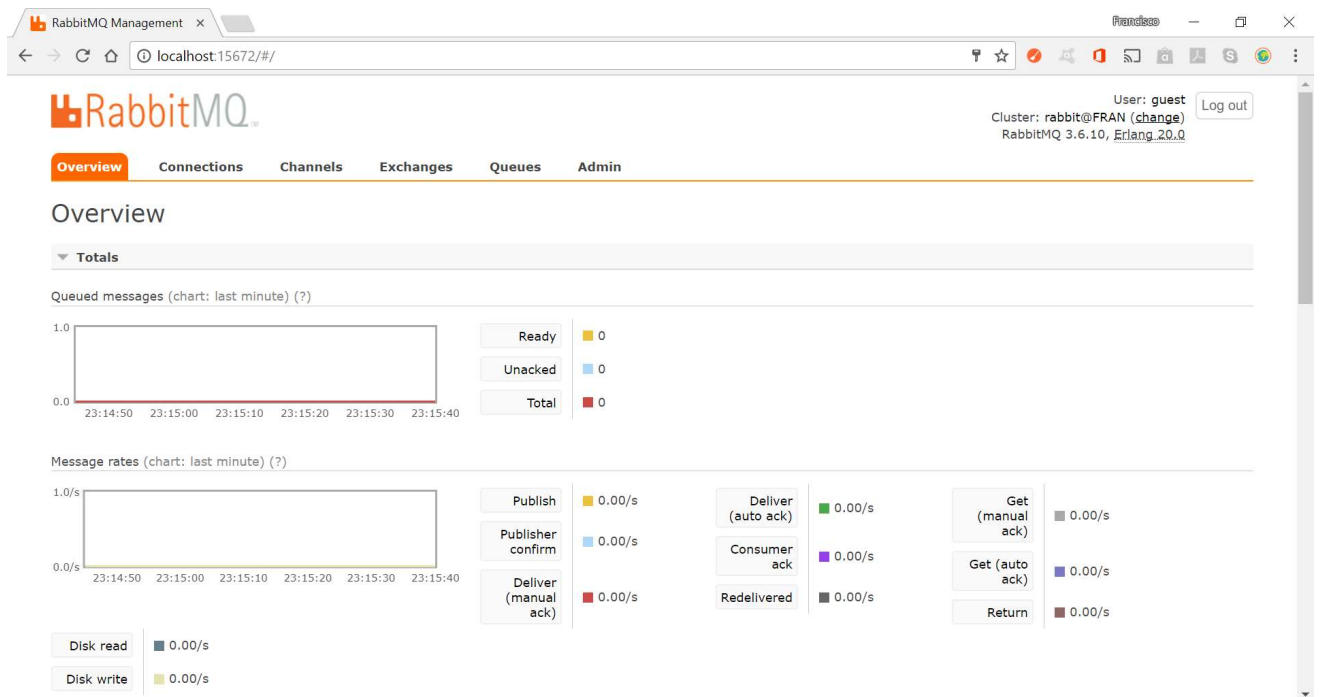 RabbitMQ Management
Francisco
localhost:15672/#/
RabbitMQ
User: guest
Log out
Cluster: rabbit@FRAN (change)
RabbitMQ 3.6.10, Erlang 20.0
Overview Connections Channels Exchanges Queues Admin
Overview
Totals
Queued messages (chart: last minute) (?)
1.0
0.0
23:14:50 23:15:00 23:15:10 23:15:20 23:15:30 23:15:40
Ready 0
Unacked 0
Total 0
Message rates (chart: last minute) (?)
1.0/s
0.0/s
23:14:50 23:15:00 23:15:10 23:15:20 23:15:30 23:15:40
Publish 0.00/s
Publisher
confirm 0.00/s
Deliver
(manual
ack) 0.00/s
Deliver
(auto ack) 0.00/s
Consumer
ack 0.00/s
Redelivered 0.00/s
Get
(manual
ack) 0.00/s
Get (auto
ack) 0.00/s
Return 0.00/s
Disk read 0.00/s
Disk write 0.00/s